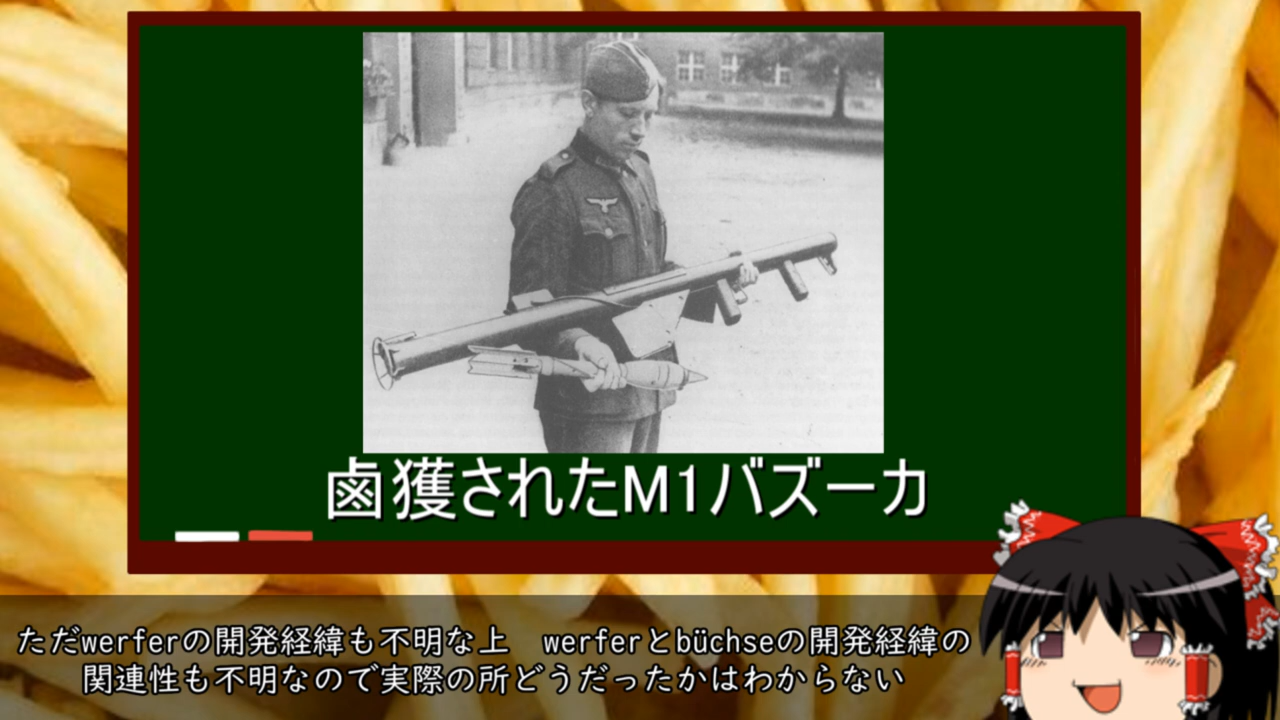 鹵獲されたM1バズーカ
ただwerferの開発経緯も不明な上　werferとbüchseの開発経緯の
関連性も不明なので実際の所どうだったかはわからない